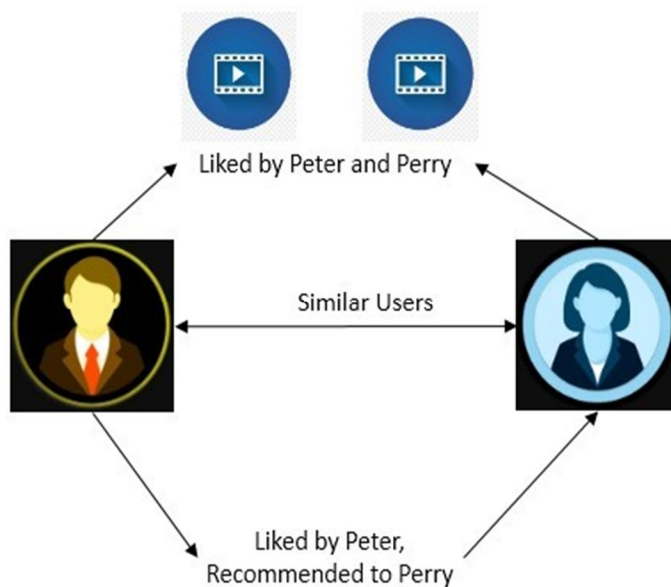 Liked by Peter and Perry
Similar Users
Liked by Peter,
Recommended to Perry